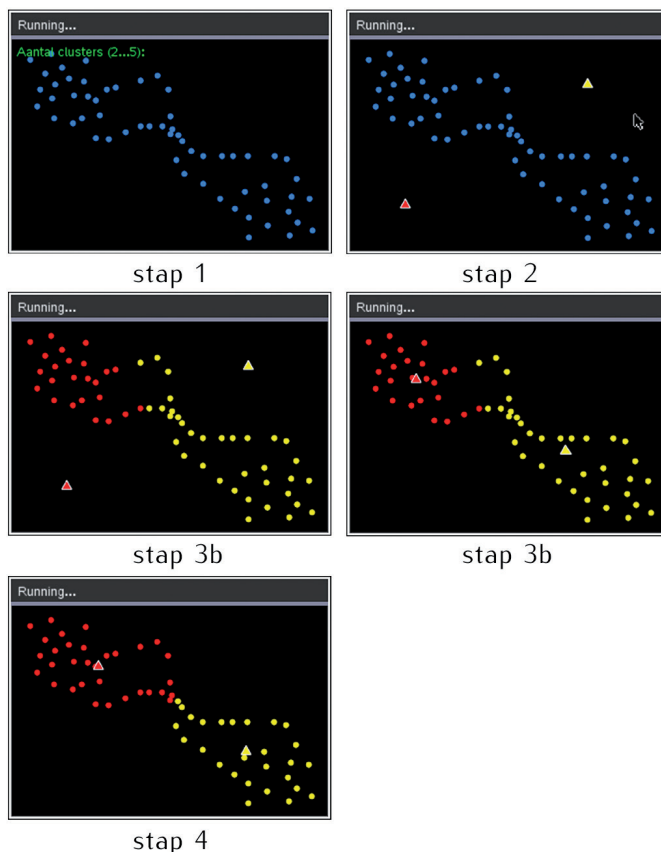 Running...
Aantal clusters (2...5):
stap 1
Running...
stap 2
Running...
stap 3b
Running...
stap 3b
Running...
stap 4